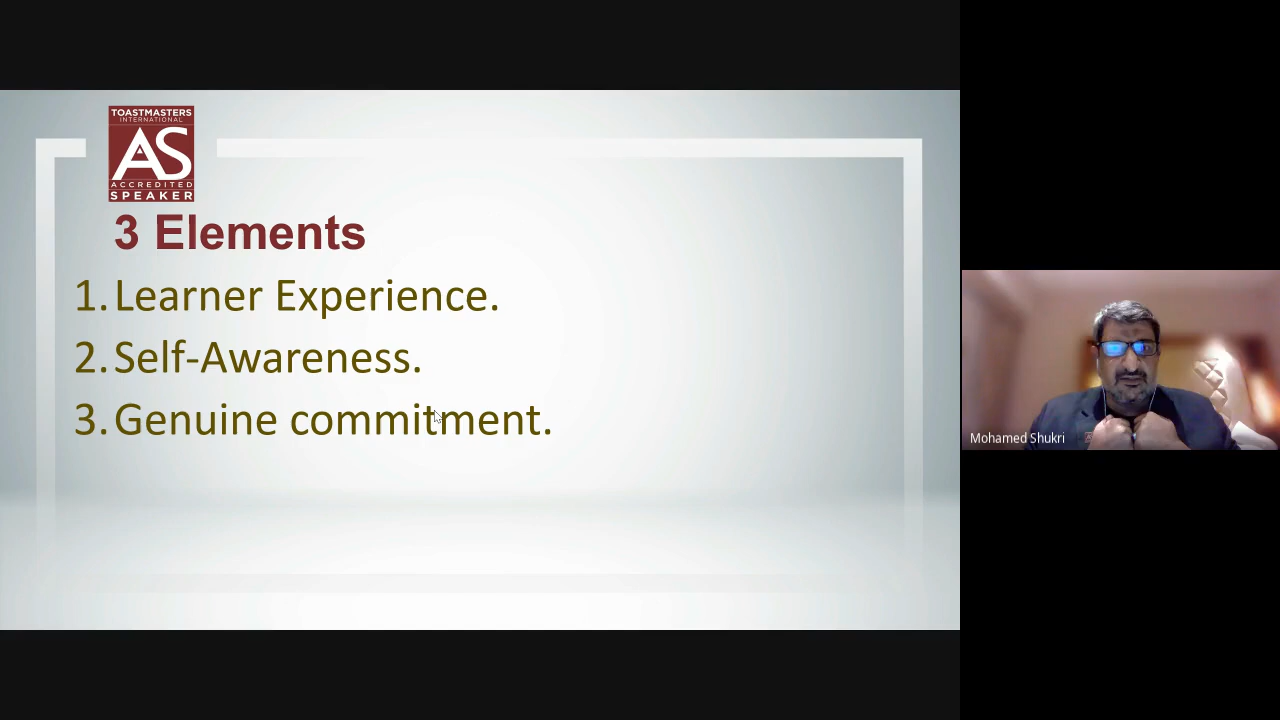 TOASTMASTERS
INTERNATIONAL
AS
ACCREDITED
SPEAKER
3 Elements
1. Learner Experience.
2. Self-Awareness.
3. Genuine commitment.
Mohamed Shukri